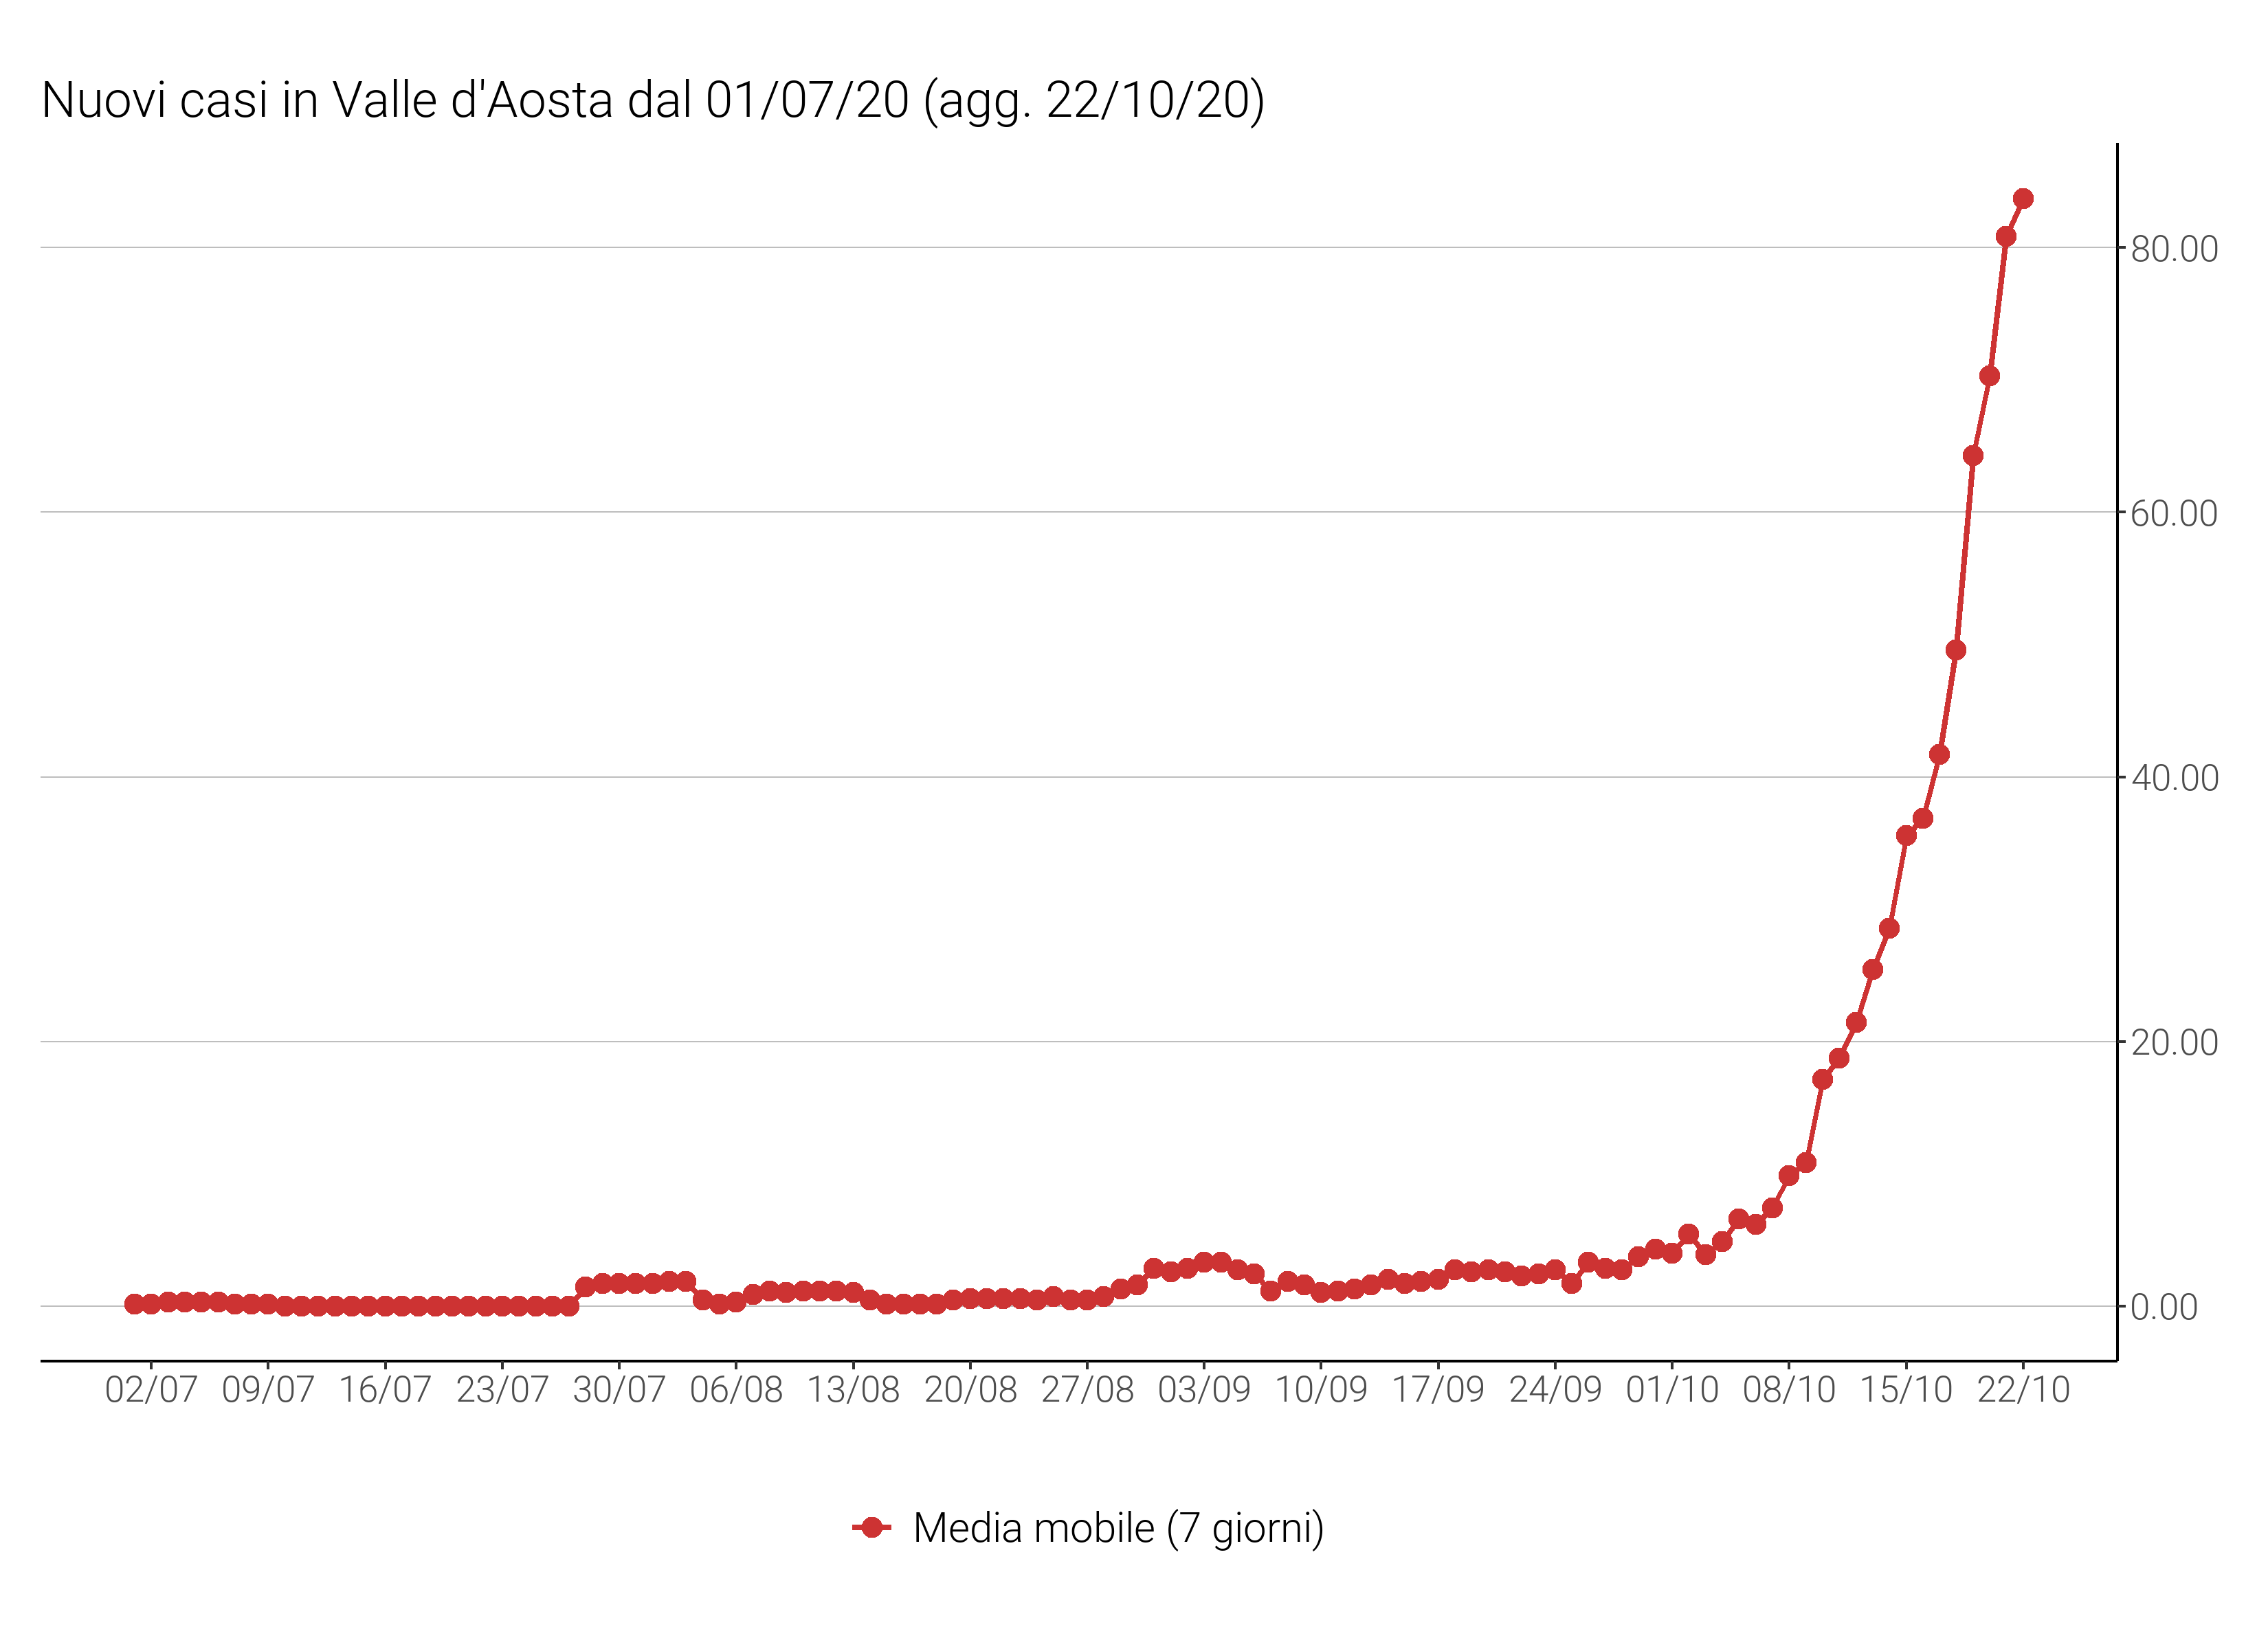 Nuovi casi in Valle d'Aosta dal 01/07/20 (agg. 22/10/20)
80.00
60.00
40.00
20.00
0.00
02/07 09/07 16/07 23/07 30/07 06/08 13/08 20/08 27/08 03/09 10/09 17/09 24/09 01/10 08/10 15/10 22/10
Media mobile (7 giorni)